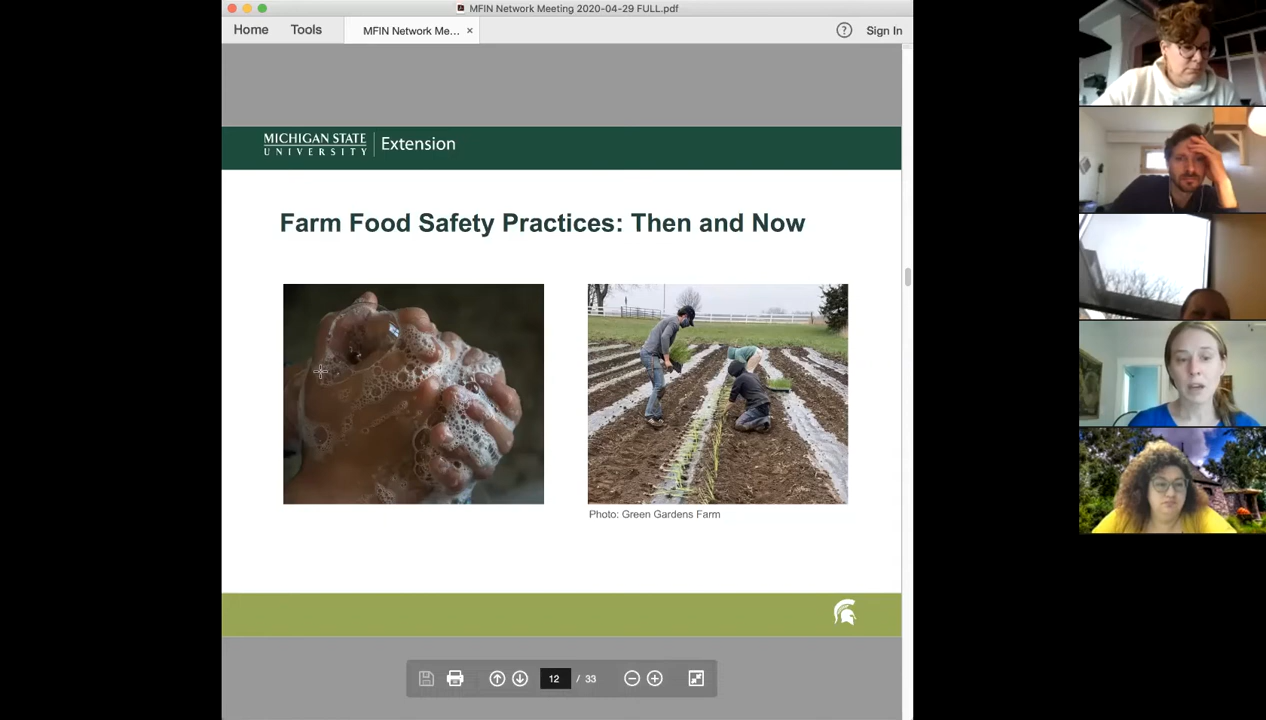 MFIN Network Meeting 2020-04-29 FULL.pdf
Home Tools MFIN Network Me... × ? Sign In
MICHIGAN STATE
UNIVERSITY Extension
Farm Food Safety Practices: Then and Now
Photo: Green Gardens Farm
12 / 33